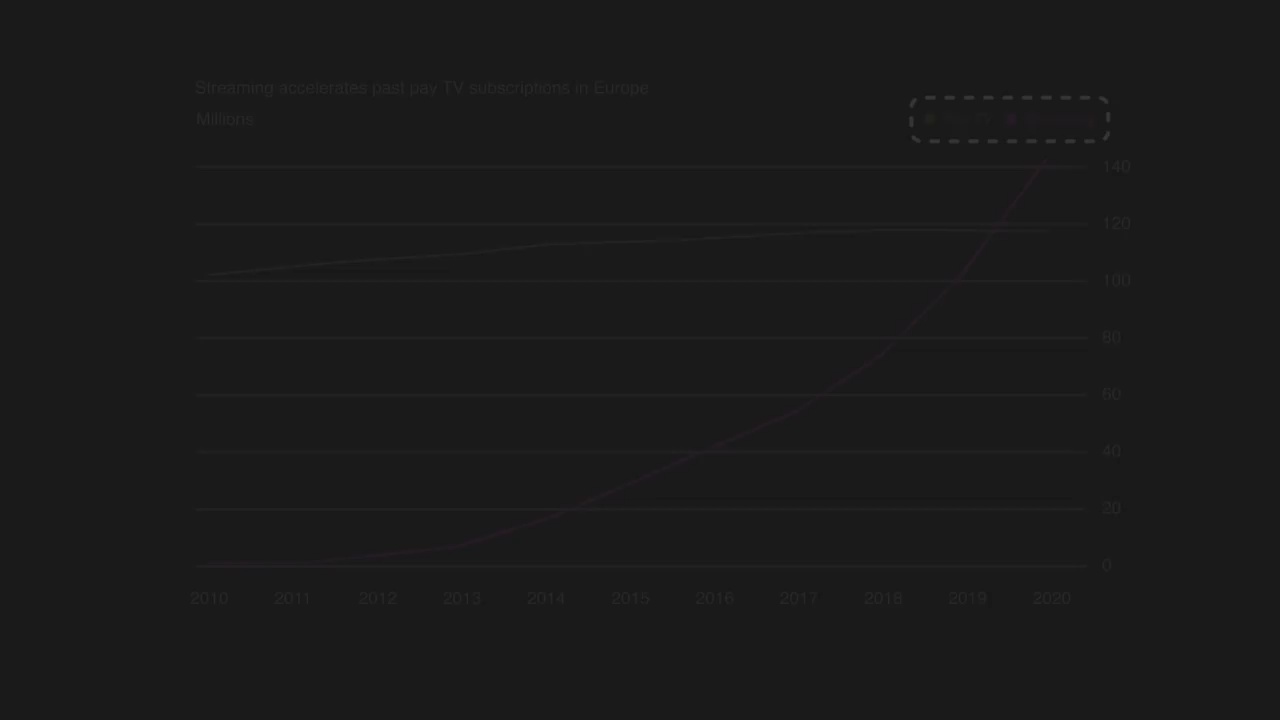 Streaming accelerates past pay TV subscriptions in Europe
Millions
140
120
100
80
60
40
20
0
2010 2011 2012 2013 2014 2015 2016 2017 2018 2019 2020